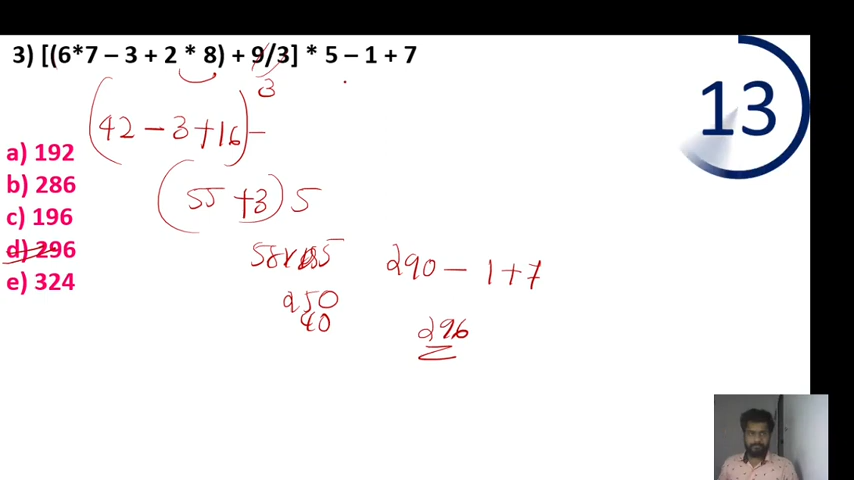 3) [(6*7 – 3 + 2 * 8) + 9/3] * 5 – 1 + 7
3
13
(42 – 3 + 16) –
a) 192
b) 286
(55 + 3) 5
c) 196
d) 296
e) 324
290 – 1 + 7
250
40
296